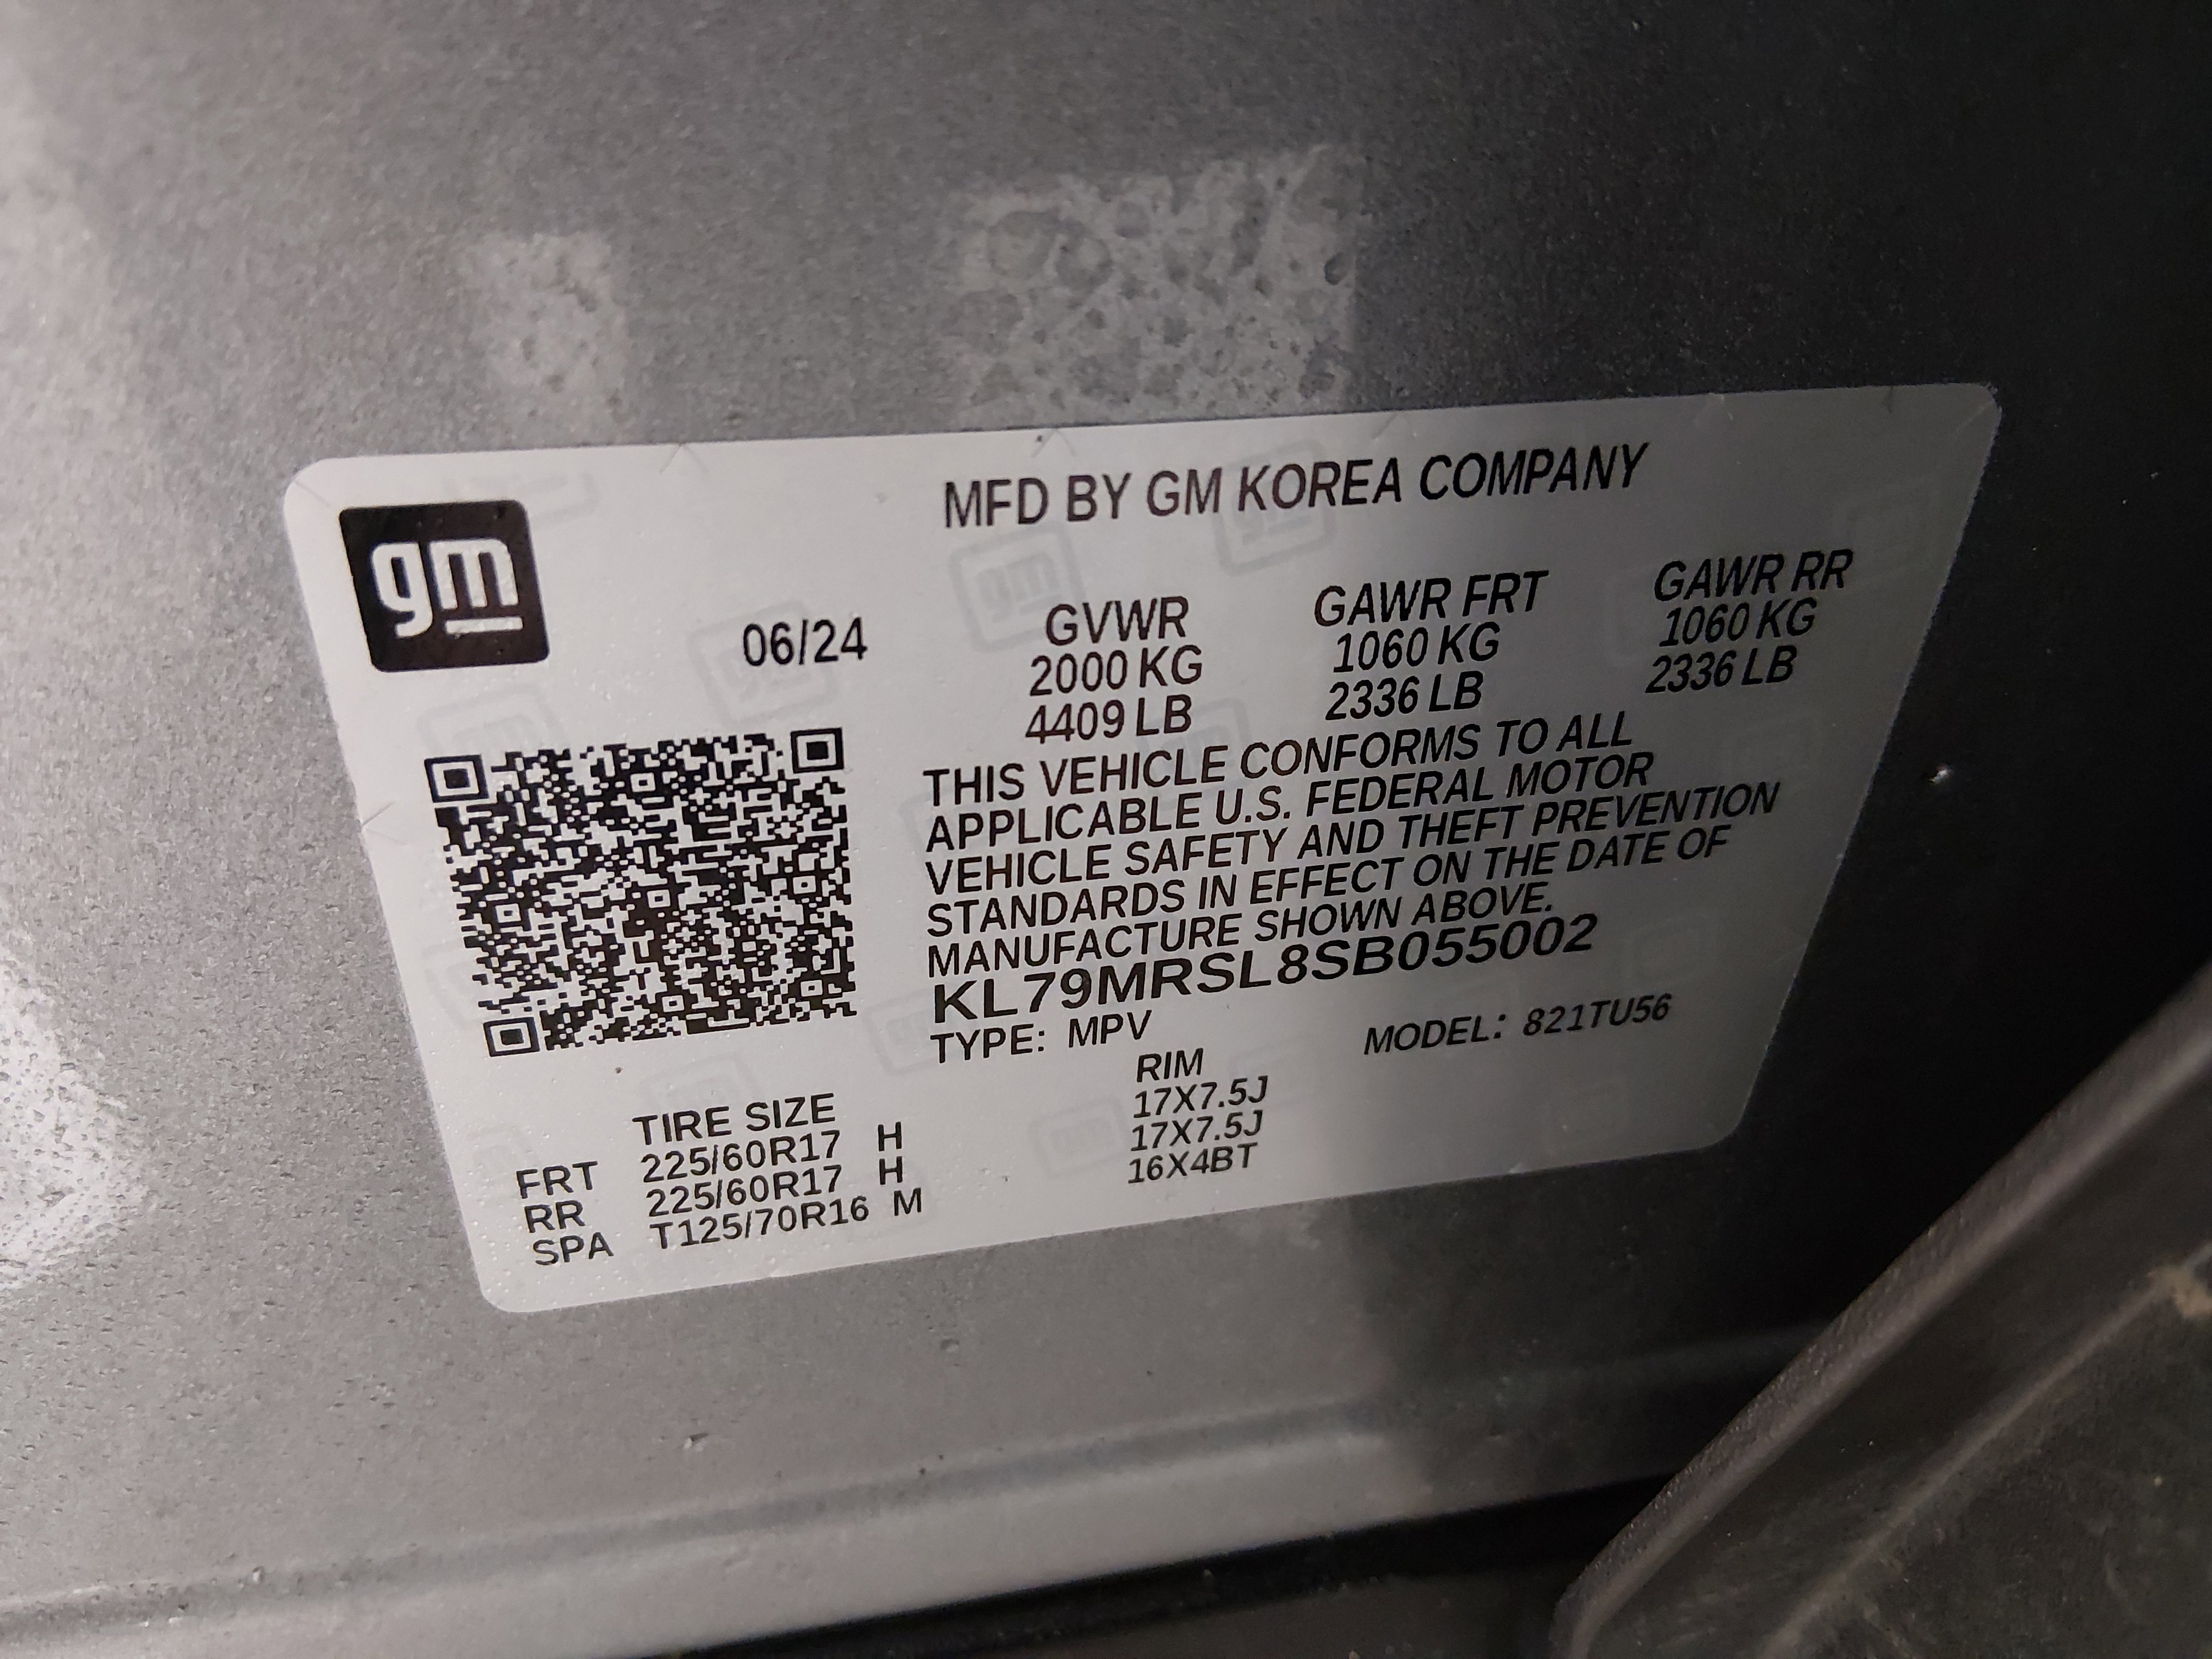 gm
MFD BY GM KOREA COMPANY
06/24
GVWR GAWR FRT GAWR RR
2000 KG 1060 KG 1060 KG
4409 LB 2336 LB 2336 LB
THIS VEHICLE CONFORMS TO ALL
APPLICABLE U.S. FEDERAL MOTOR
VEHICLE SAFETY AND THEFT PREVENTION
STANDARDS IN EFFECT ON THE DATE OF
MANUFACTURE SHOWN ABOVE.
KL79MRSL8SB055002
TYPE: MPV MODEL: 821TU56
TIRE SIZE RIM
FRT 225/60R17 H 17X7.5J
RR 225/60R17 H 17X7.5J
SPA T125/70R16 M 16X4BT